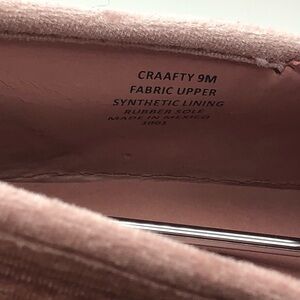 CRAAFTY 9M
FABRIC UPPER
SYNTHETIC LINING
RUBBER SOLE
MADE IN MEXICO